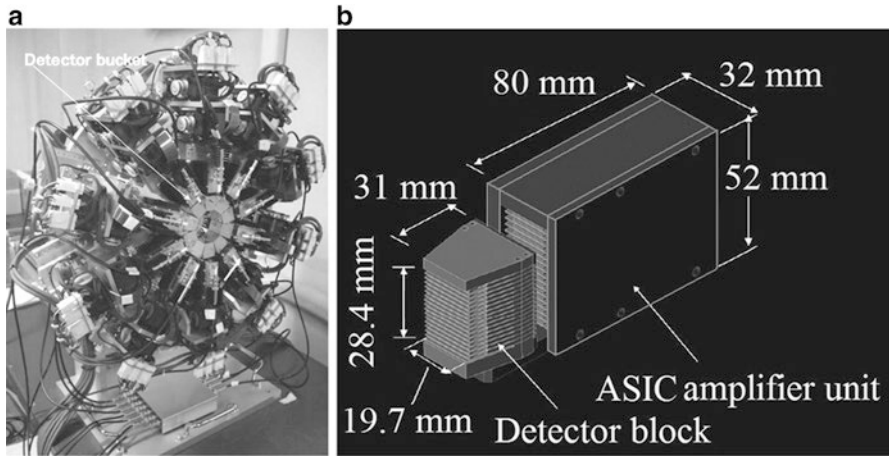 a
Detector bucket
b
80 mm
32 mm
31 mm
52 mm
28.4 mm
19.7 mm
ASIC amplifier unit
Detector block